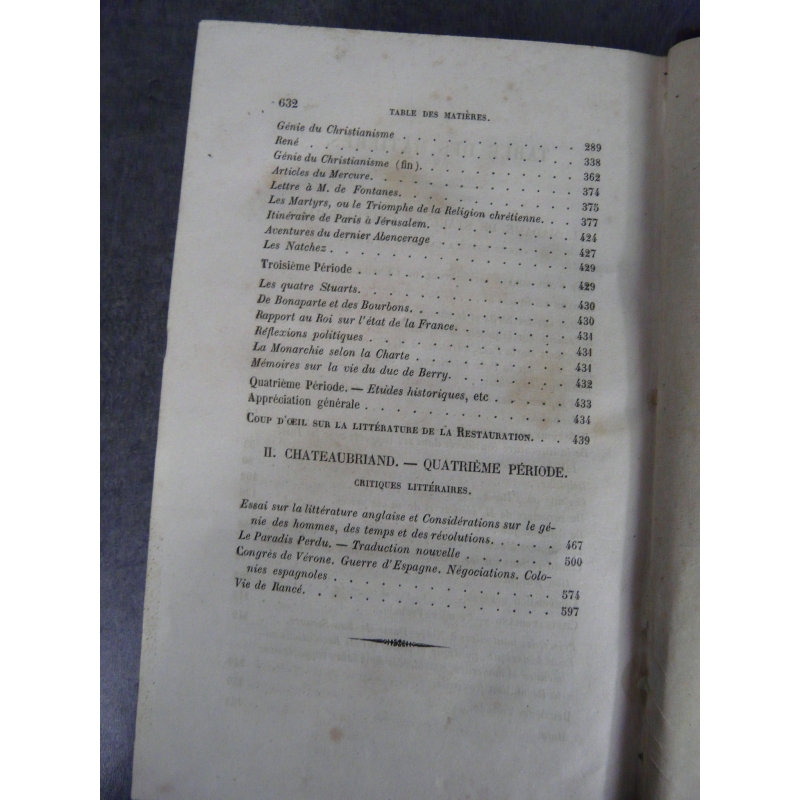 632 TABLE DES MATIÈRES.
Génie du Christianisme . . . . . . . . . . . 289
René . . . . . . . . . . . . . . . . 338
Génie du Christianisme (fin). . . . . . . . . . 362
Articles du Mercure. . . . . . . . . . . . . 374
Lettre à M. de Fontanes. . . . . . . . . . . 375
Les Martyrs, ou le Triomphe de la Religion chrétienne. . . 377
Itinéraire de Paris à Jérusalem. . . . . . . . . 424
Aventures du dernier Abencerage . . . . . . . . 427
Les Natchez . . . . . . . . . . . . . . 429
Troisième Période . . . . . . . . . . . . . 429
Les quatre Stuarts. . . . . . . . . . . . . 430
De Bonaparte et des Bourbons. . . . . . . . . 430
Rapport au Roi sur l'état de la France. . . . . . . 431
Réflexions politiques . . . . . . . . . . . . 431
La Monarchie selon la Charte . . . . . . . . . 431
Mémoires sur la vie du duc de Berry. . . . . . . . 432
Quatrième Période. — Etudes historiques, etc . . . . . 433
Appréciation générale . . . . . . . . . . . . 434
COUP D'ŒIL SUR LA LITTÉRATURE DE LA RESTAURATION. . . 439
II. CHATEAUBRIAND. — QUATRIÈME PÉRIODE.
CRITIQUES LITTÉRAIRES.
Essai sur la littérature anglaise et Considérations sur le gé-
nie des hommes, des temps et des révolutions. . . . . 467
Le Paradis Perdu. — Traduction nouvelle . . . . . . 500
Congrès de Vérone. Guerre d'Espagne. Négociations. Colo-
nies espagnoles . . . . . . . . . . . . . 574
Vie de Rancé. . . . . . . . . . . . . . . 597